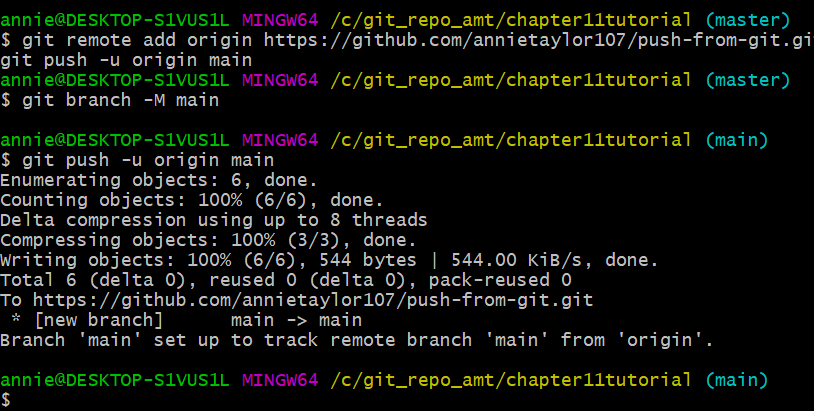 annie@DESKTOP-S1VUS1L MINGW64 /c/git_repo_amt/chapter11tutorial (master)
$ git remote add origin https://github.com/annietaylor107/push-from-git.gi
git push -u origin main
annie@DESKTOP-S1VUS1L MINGW64 /c/git_repo_amt/chapter11tutorial (master)
$ git branch -M main
annie@DESKTOP-S1VUS1L MINGW64 /c/git_repo_amt/chapter11tutorial (main)
$ git push -u origin main
Enumerating objects: 6, done.
Counting objects: 100% (6/6), done.
Delta compression using up to 8 threads
Compressing objects: 100% (3/3), done.
Writing objects: 100% (6/6), 544 bytes | 544.00 KiB/s, done.
Total 6 (delta 0), reused 0 (delta 0), pack-reused 0
To https://github.com/annietaylor107/push-from-git.git
 * [new branch]      main -> main
Branch 'main' set up to track remote branch 'main' from 'origin'.
annie@DESKTOP-S1VUS1L MINGW64 /c/git_repo_amt/chapter11tutorial (main)
$